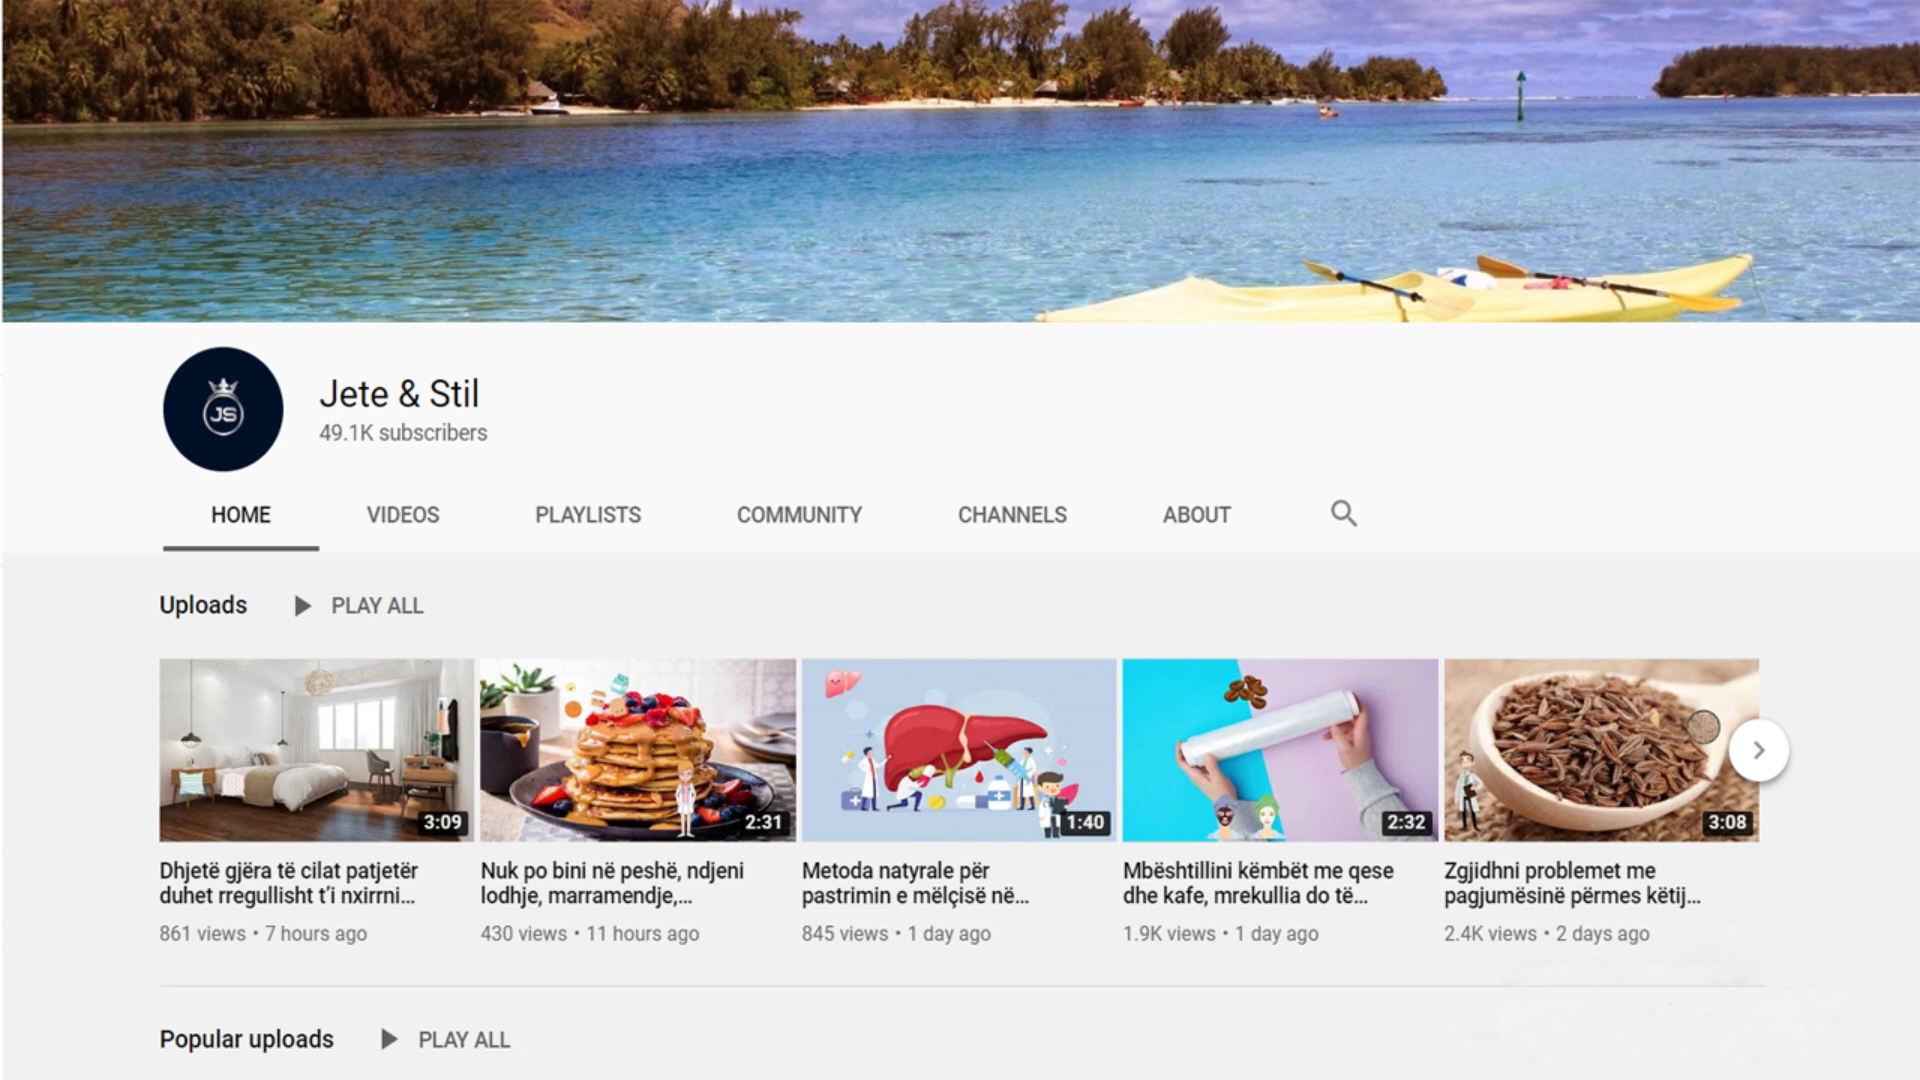 JS
Jete & Stil
49.1K subscribers
HOME VIDEOS PLAYLISTS COMMUNITY CHANNELS ABOUT
Uploads PLAY ALL
3:09 2:31 1:40 2:32 3:08
Dhjetë gjëra të cilat patjetër
duhet rregullisht t'i nxirrni...
861 views • 7 hours ago
Nuk po bini në peshë, ndjeni
lodhje, marramendje,...
430 views • 11 hours ago
Metoda natyrale për
pastrimin e mëlçisë në...
845 views • 1 day ago
Mbështillini këmbët me qese
dhe kafe, mrekullia do të...
1.9K views • 1 day ago
Zgjidhni problemet me
pagjumësinë përmes këtij...
2.4K views • 2 days ago
Popular uploads PLAY ALL